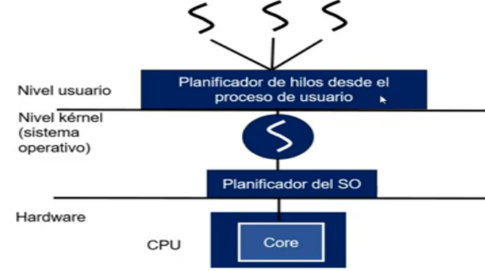 Planificador de hilos desde el
proceso de usuario
Nivel usuario
Nivel kérnel
(sistema
operativo)
Planificador del SO
Hardware
CPU
Core